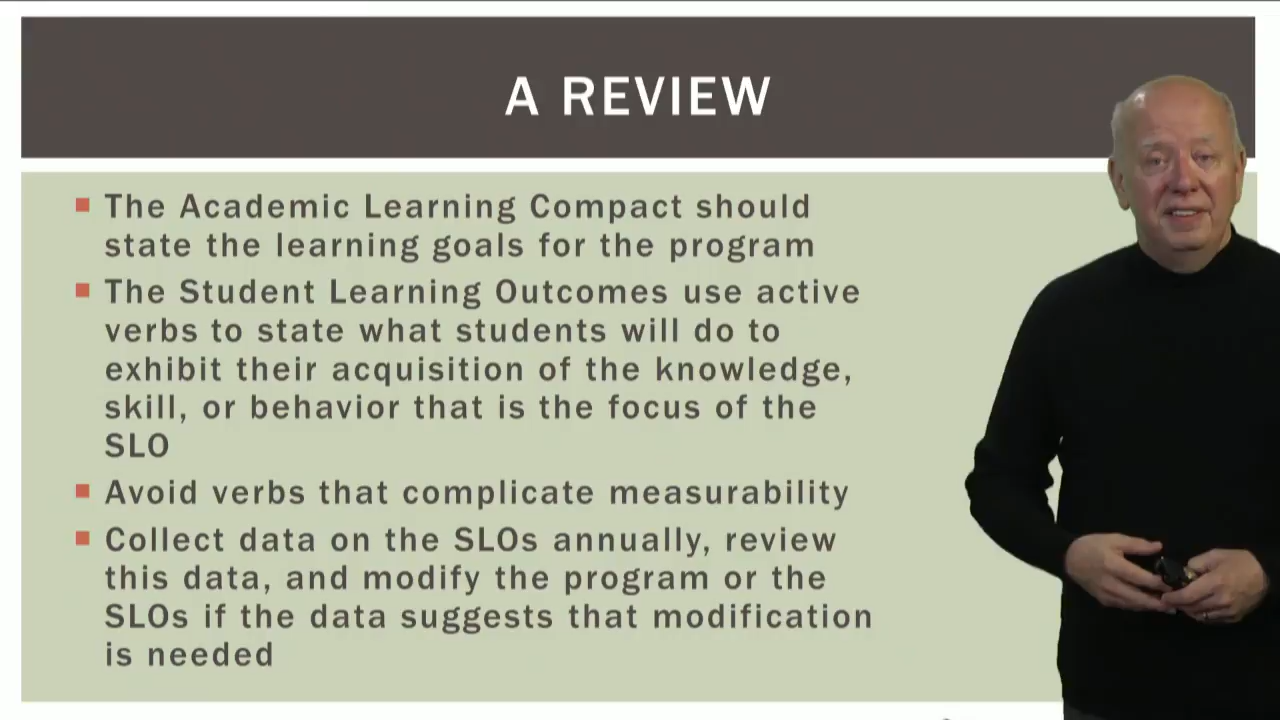 A REVIEW
The Academic Learning Compact should
state the learning goals for the program
The Student Learning Outcomes use active
verbs to state what students will do to
exhibit their acquisition of the knowledge,
skill, or behavior that is the focus of the
SLO
Avoid verbs that complicate measurability
Collect data on the SLOs annually, review
this data, and modify the program or the
SLOs if the data suggests that modification
is needed